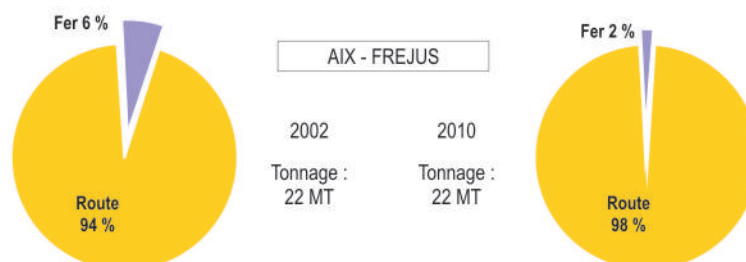 Fer 6 %
Route
94 %
AIX - FREJUS
2002
Tonnage :
22 MT
2010
Tonnage :
22 MT
Fer 2 %
Route
98 %